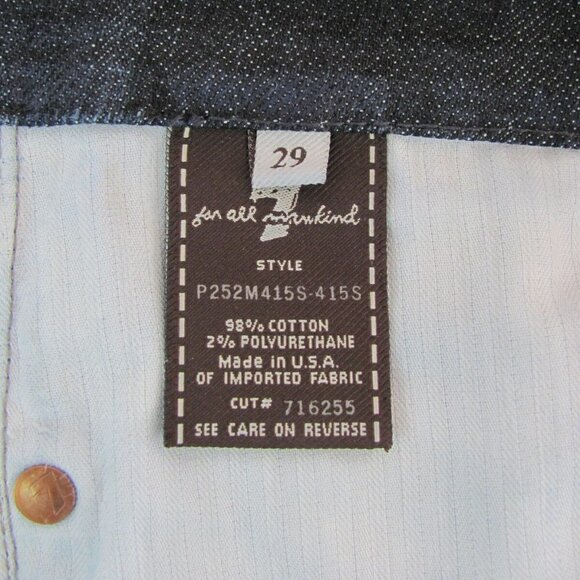 29
7
for all mankind
STYLE
P252M415S-415S
98% COTTON
2% POLYURETHANE
Made in U.S.A.
OF IMPORTED FABRIC
CUT# 716255
SEE CARE ON REVERSE